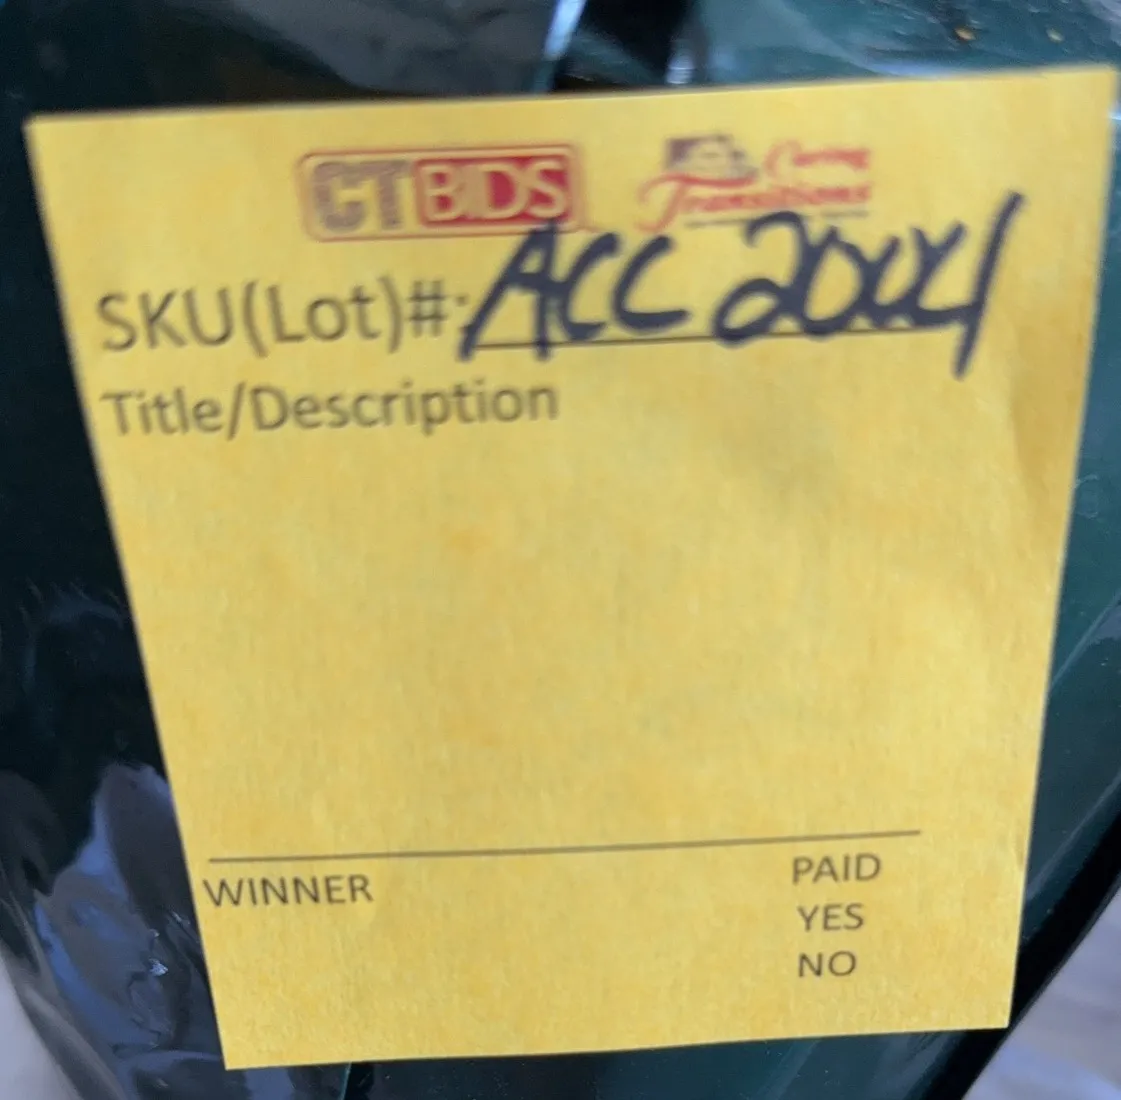 CTBIDS
Caring
Transitions
SKU(Lot)#: ACC 2004
Title/Description
WINNER
PAID
YES
NO